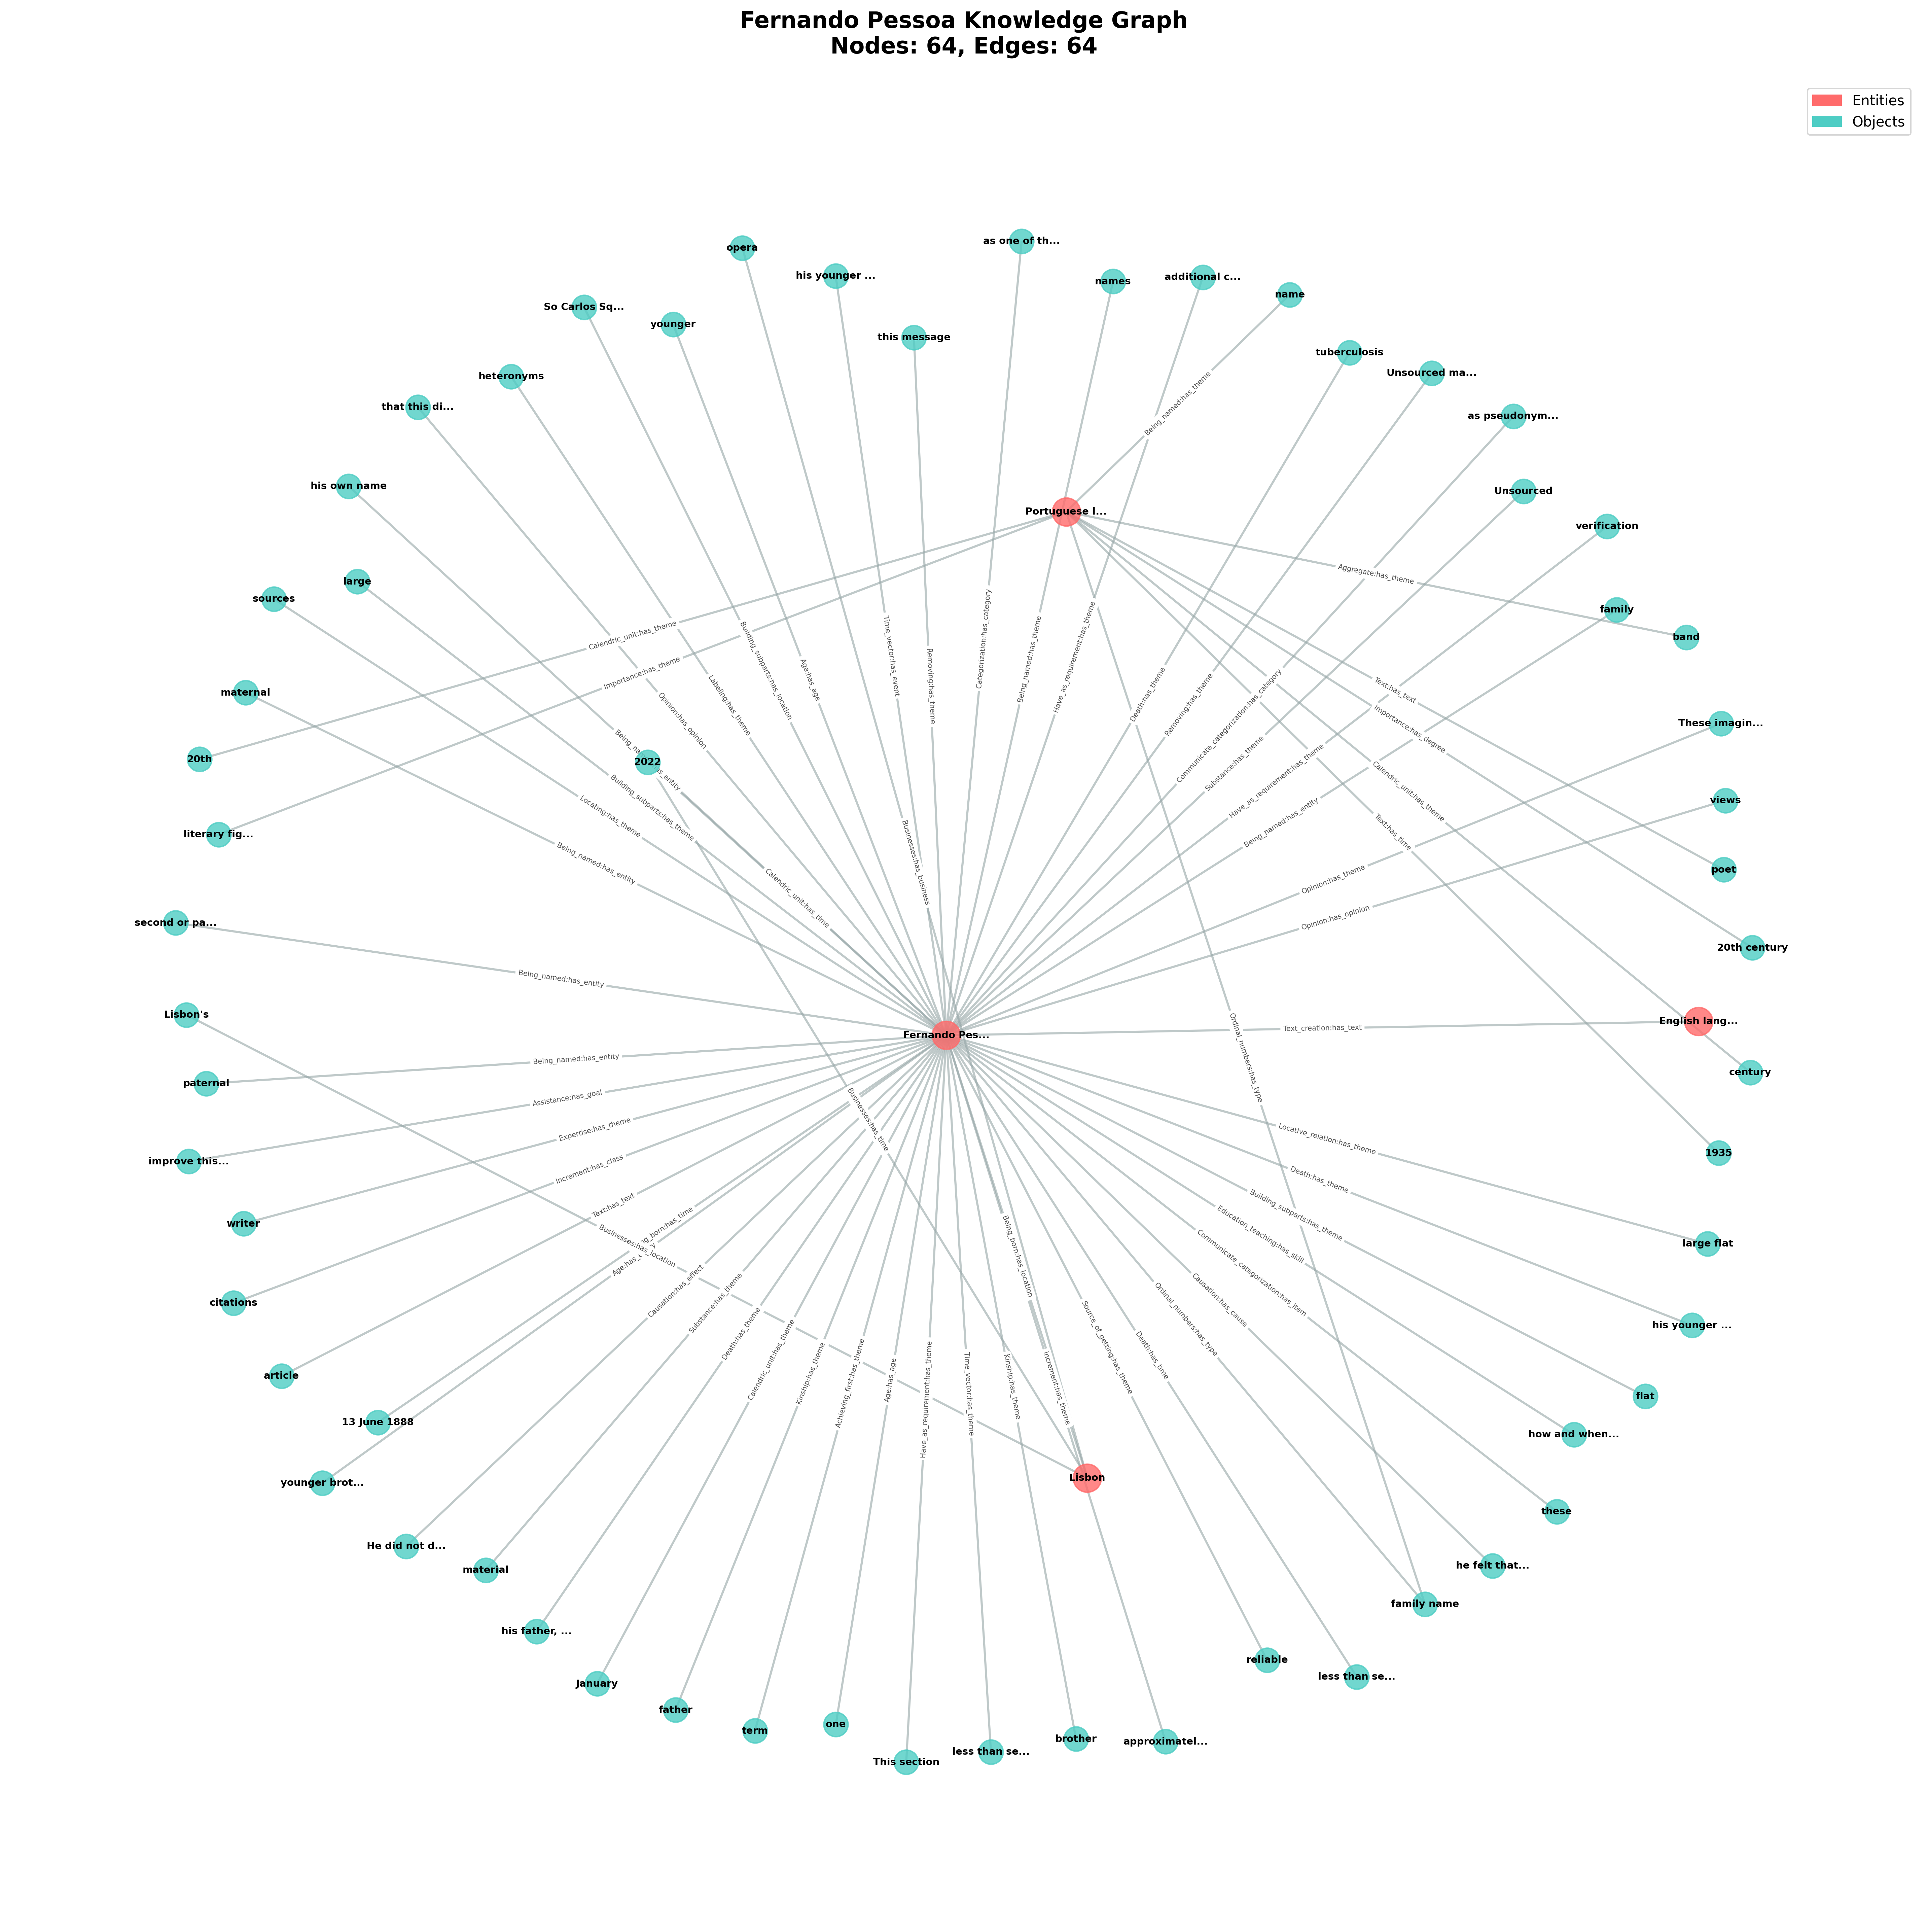 Fernando Pessoa Knowledge Graph
Nodes: 64, Edges: 64
Entities
Objects
as one of th...
opera
his younger ...
names
additional c...
name
So Carlos Sq...
younger
this message
tuberculosis
Unsourced ma...
heteronyms
that this di...
as pseudonym...
Being_named:has_theme
his own name
Unsourced
Portuguese l...
verification
large
sources
Aggregate:has_theme
family
band
Calendric_unit:has_theme
Time_vector:has_event
Categorization:has_category
Being_named:has_theme
Have_as_requirement:has_theme
Building_subparts:has_location
Importance:has_theme
Age:has_age
Removing:has_theme
Death:has_theme
Removing:has_theme
Text:has_text
maternal
Labeling:has_theme
Opinion:has_opinion
Communicate_categorization:has_category
Importance:has_degree
These imagin...
20th
2022
Substance:has_theme
Have_as_requirement:has_theme
Calendric_unit:has_theme
views
Building_subparts:has_theme
Locating:has_theme
Being_named:has_entity
Text:has_time
literary fig...
Being_named:has_entity
Businesses:has_business
Opinion:has_theme
poet
Calendric_unit:has_time
Opinion:has_opinion
second or pa...
20th century
Being_named:has_entity
Lisbon's
Fernando Pes...
Text_creation:has_text
English lang...
Ordinal_numbers:has_type
Being_named:has_entity
century
paternal
Assistance:has_goal
Businesses:has_time
Expertise:has_theme
Locative_relation:has_theme
1935
improve this...
Increment:has_class
Death:has_theme
Text:has_text
Building_subparts:has_theme
Education_teaching:has_skill
writer
Businesses:has_location
Being_born:has_location
Communicate_categorization:has_item
large flat
Causation:has_effect
Substance:has_theme
Causation:has_cause
citations
Ordinal_numbers:has_type
his younger ...
Death:has_theme
Source_of_getting:has_theme
Calendric_unit:has_theme
Kinship:has_theme
Achieving_first:has_theme
Age:has_age
Have_as_requirement:has_theme
Time_vector:has_theme
Kinship:has_theme
Increment:has_theme
Death:has_time
article
flat
13 June 1888
how and when...
younger brot...
Lisbon
these
He did not d...
material
he felt that...
family name
his father, ...
reliable
January
less than se...
father
term
one
This section
less than se...
brother
approximatel...